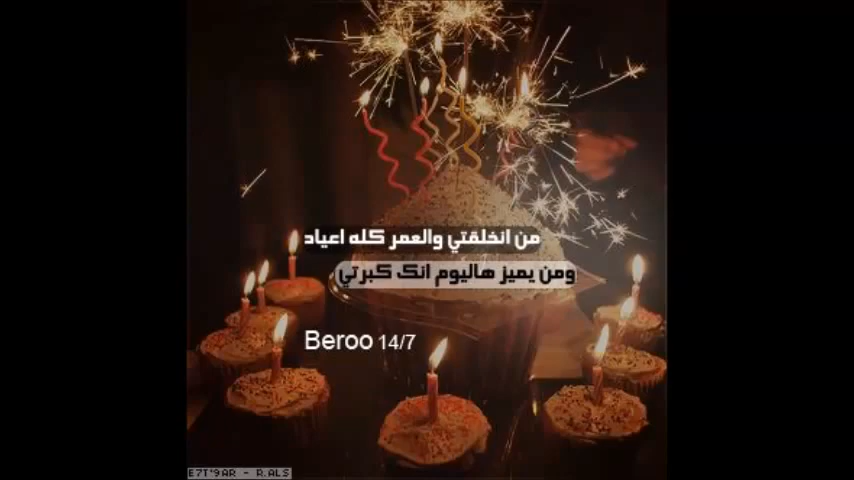 من انخلقتي والعمر كله اعياد
ومن يميز هاليوم انك كبرتي
Beroo 14/7
E7T'9AR - R.ALS